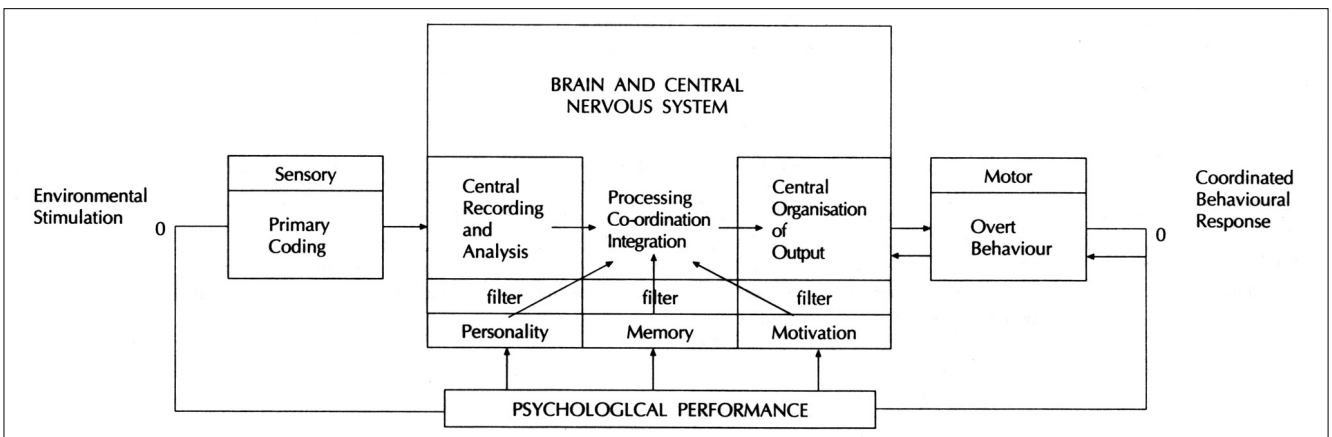 BRAIN AND CENTRAL
NERVOUS SYSTEM
Environmental
Stimulation
0
Sensory
Primary
Coding
Central
Recording
and
Analysis
Processing
Co-ordination
Integration
Central
Organisation
of
Output
Motor
Overt
Behaviour
0
Coordinated
Behavioural
Response
filter
filter
filter
Personality
Memory
Motivation
PSYCHOLOGLCAL PERFORMANCE